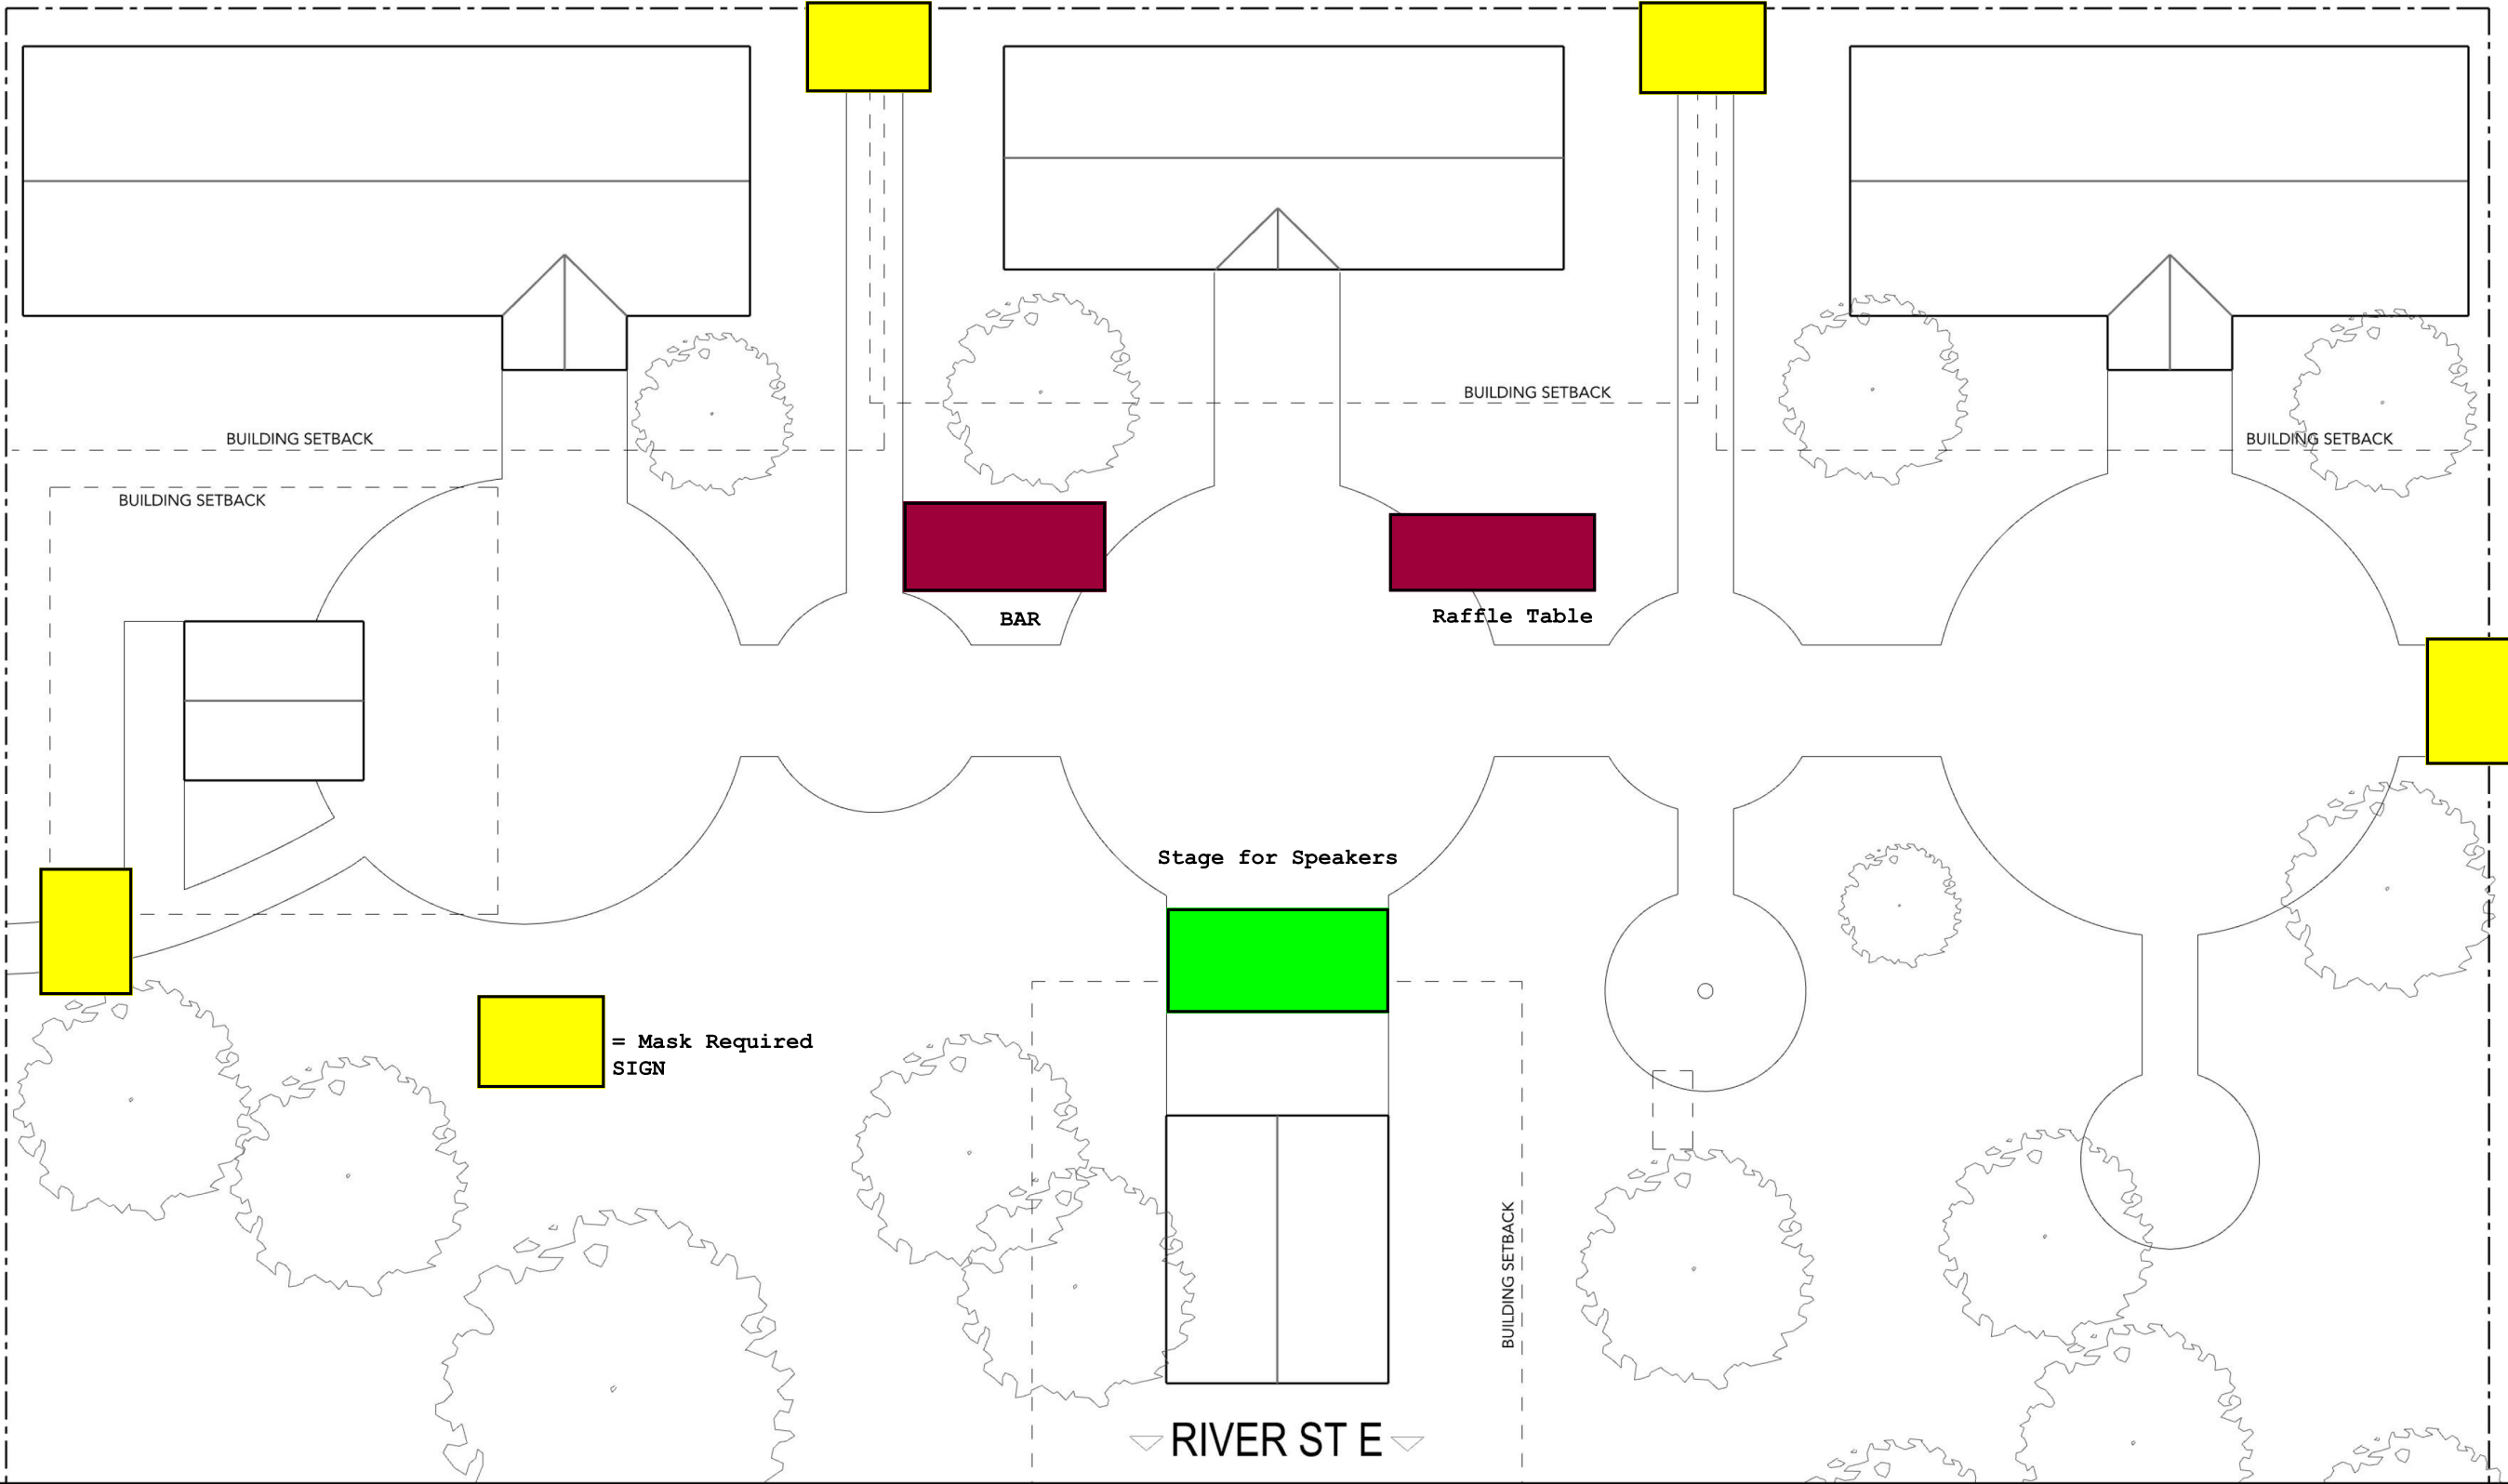 BUILDING SETBACK
BUILDING SETBACK
BUILDING SETBACK
BUILDING SETBACK
BAR
Raffle Table
Stage for Speakers
= Mask Required
SIGN
BUILDING SETBACK
RIVER ST E